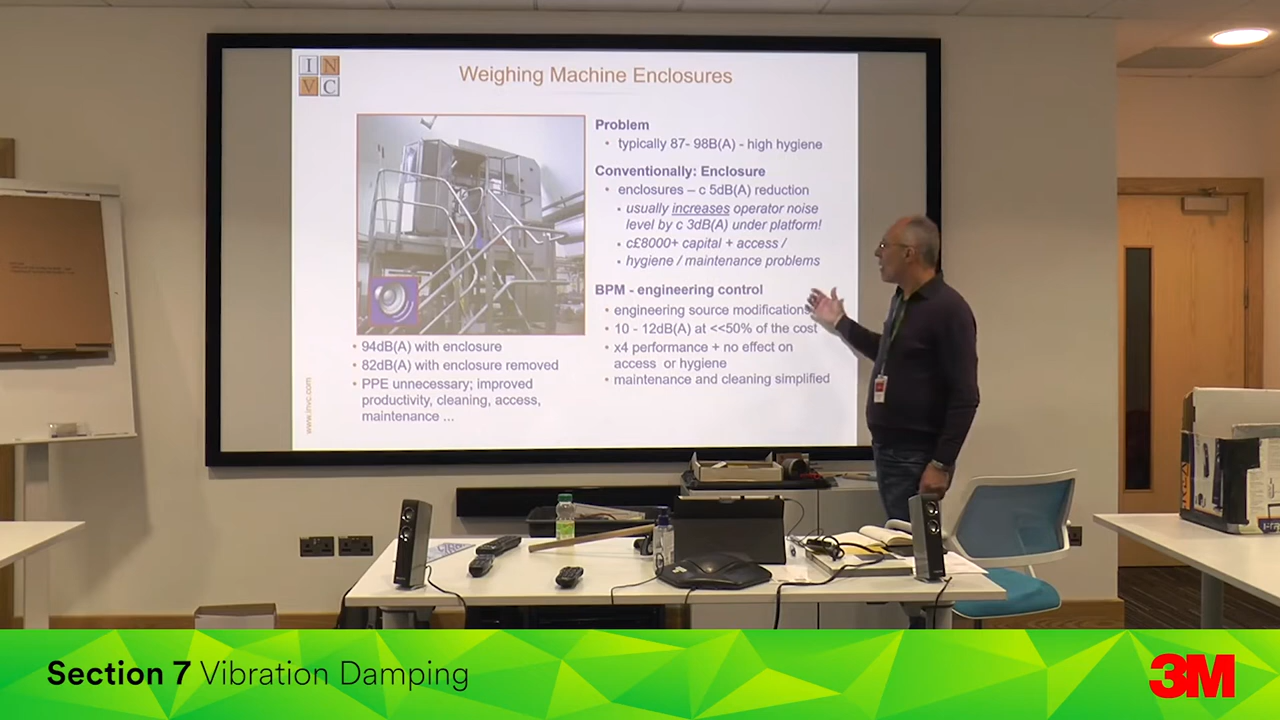 I N
V C
Weighing Machine Enclosures
Problem
• typically 87- 98B(A) - high hygiene
Conventionally: Enclosure
• enclosures – c 5dB(A) reduction
• usually increases operator noise
level by c 3dB(A) under platform!
• c£8000+ capital + access /
• hygiene / maintenance problems
BPM - engineering control
• engineering source modifications
• 10 - 12dB(A) at <<50% of the cost
• x4 performance + no effect on
access or hygiene
• maintenance and cleaning simplified
• 94dB(A) with enclosure
• 82dB(A) with enclosure removed
• PPE unnecessary; improved
productivity, cleaning, access,
maintenance ...
www.invc.com
Section 7 Vibration Damping
3M